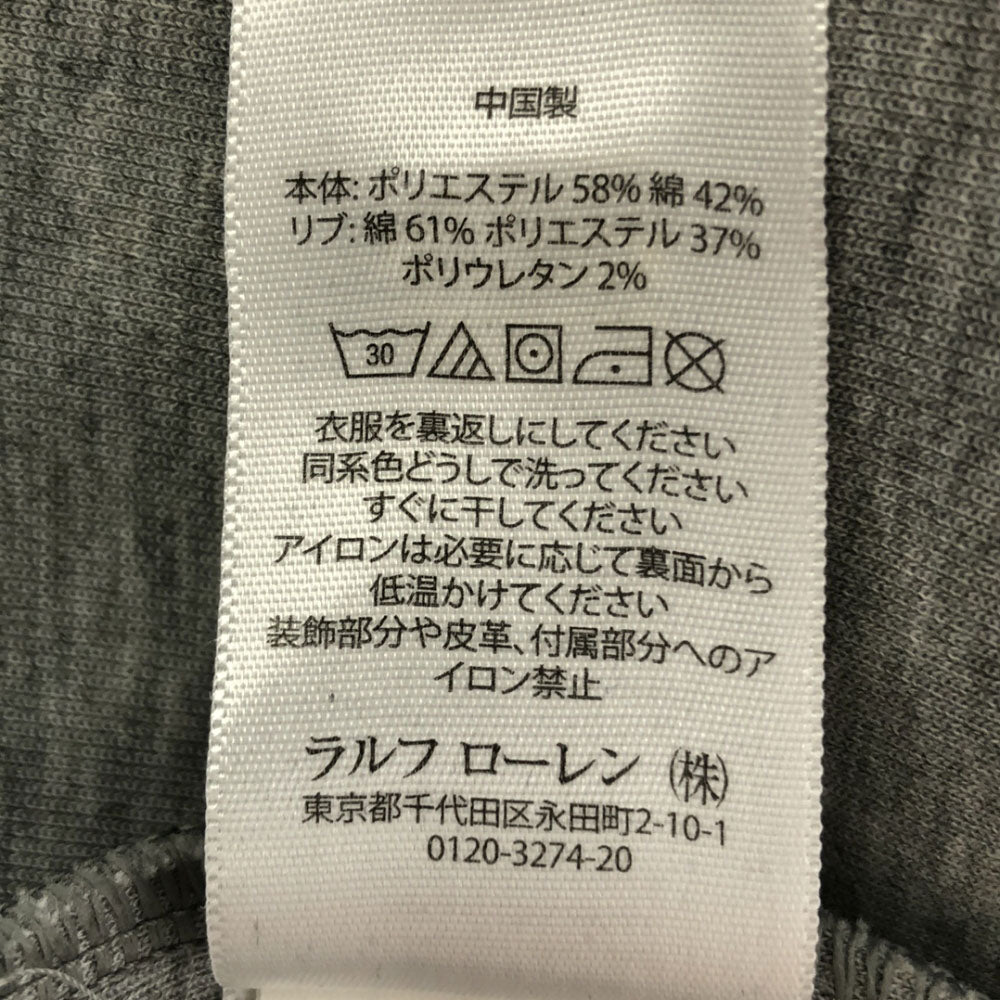 中国製
本体: ポリエステル 58% 綿 42%
リブ: 綿 61% ポリエステル 37%
ポリウレタン 2%
30
衣服を裏返しにしてください
同系色どうしで洗ってください
すぐに干してください
アイロンは必要に応じて裏面から
低温かけてください
装飾部分や皮革、付属部分へのア
イロン禁止
ラルフ ローレン (株)
東京都千代田区永田町2-10-1
0120-3274-20